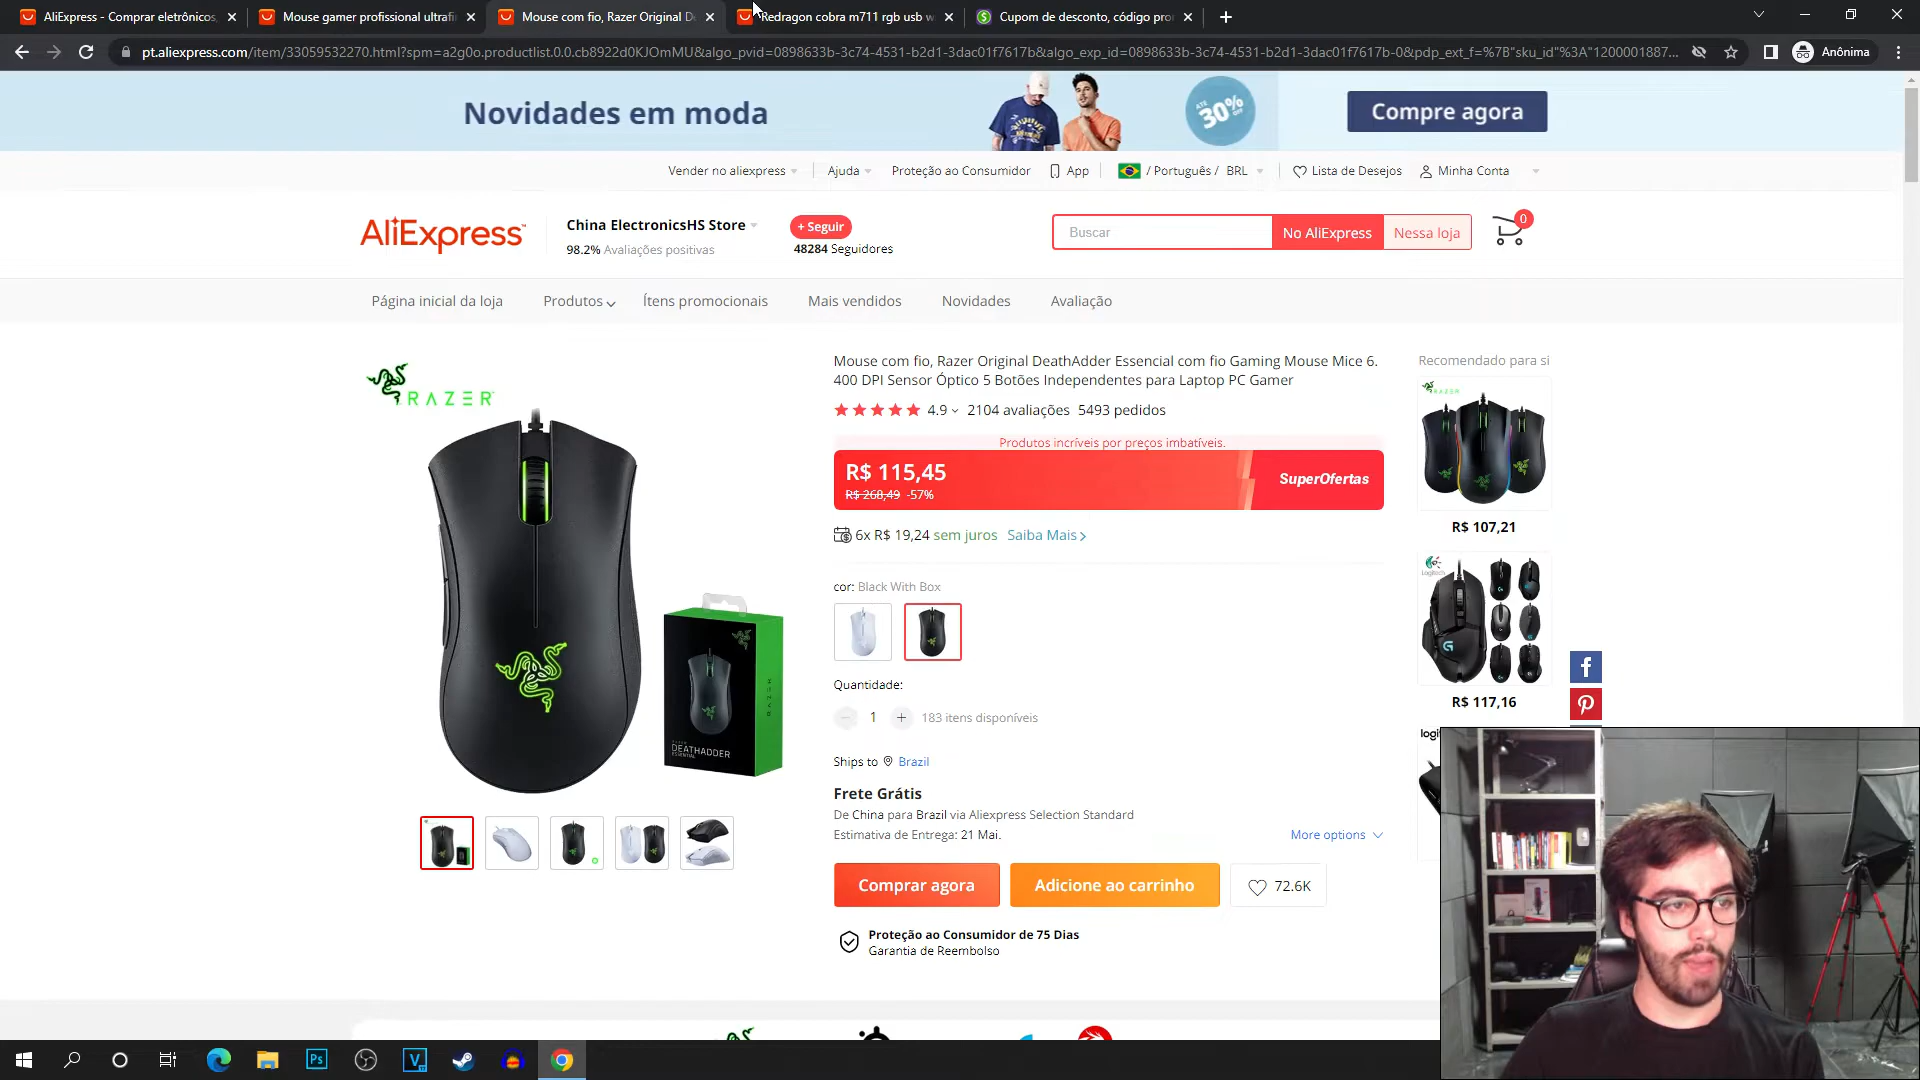 AliExpress - Comprar eletrônicos,
Mouse gamer profissional ultrafi
Mouse com fio, Razer Original D
Redragon cobra m711 rgb usb w
Cupom de desconto, código pro
pt.aliexpress.com/item/33059532270.html?spm=a2g0o.productlist.0.0.cb8922d0KJOmMU&algo_pvid=0898633b-3c74-4531-b2d1-3dac01f7617b&algo_exp_id=0898633b-3c74-4531-b2d1-3dac01f7617b-0&pdp_ext_f=%7B"sku_id"%3A"1200001887...
Anônima
Novidades em moda
ATÉ 30% OFF
Compre agora
Vender no aliexpress
Ajuda
Proteção ao Consumidor
App
/ Português / BRL
Lista de Desejos
Minha Conta
AliExpress
China ElectronicsHS Store
98.2% Avaliações positivas
+ Seguir
48284 Seguidores
Buscar
No AliExpress
Nessa loja
0
Página inicial da loja
Produtos
Ítens promocionais
Mais vendidos
Novidades
Avaliação
RAZER
DEATHADDER
ESSENTIAL
RAZER
Mouse com fio, Razer Original DeathAdder Essencial com fio Gaming Mouse Mice 6.
400 DPI Sensor Óptico 5 Botões Independentes para Laptop PC Gamer
4.9 2104 avaliações 5493 pedidos
Produtos incríveis por preços imbatíveis.
R$ 115,45
R$ 268,49 -57%
SuperOfertas
6x R$ 19,24 sem juros Saiba Mais
cor: Black With Box
Quantidade:
1
183 itens disponíveis
Ships to Brazil
Frete Grátis
De China para Brazil via Aliexpress Selection Standard
Estimativa de Entrega: 21 Mai.
More options
Comprar agora
Adicione ao carrinho
72.6K
Proteção ao Consumidor de 75 Dias
Garantia de Reembolso
Recomendado para si
RAZER
R$ 107,21
Logitech
R$ 117,16
logi
Ps
V